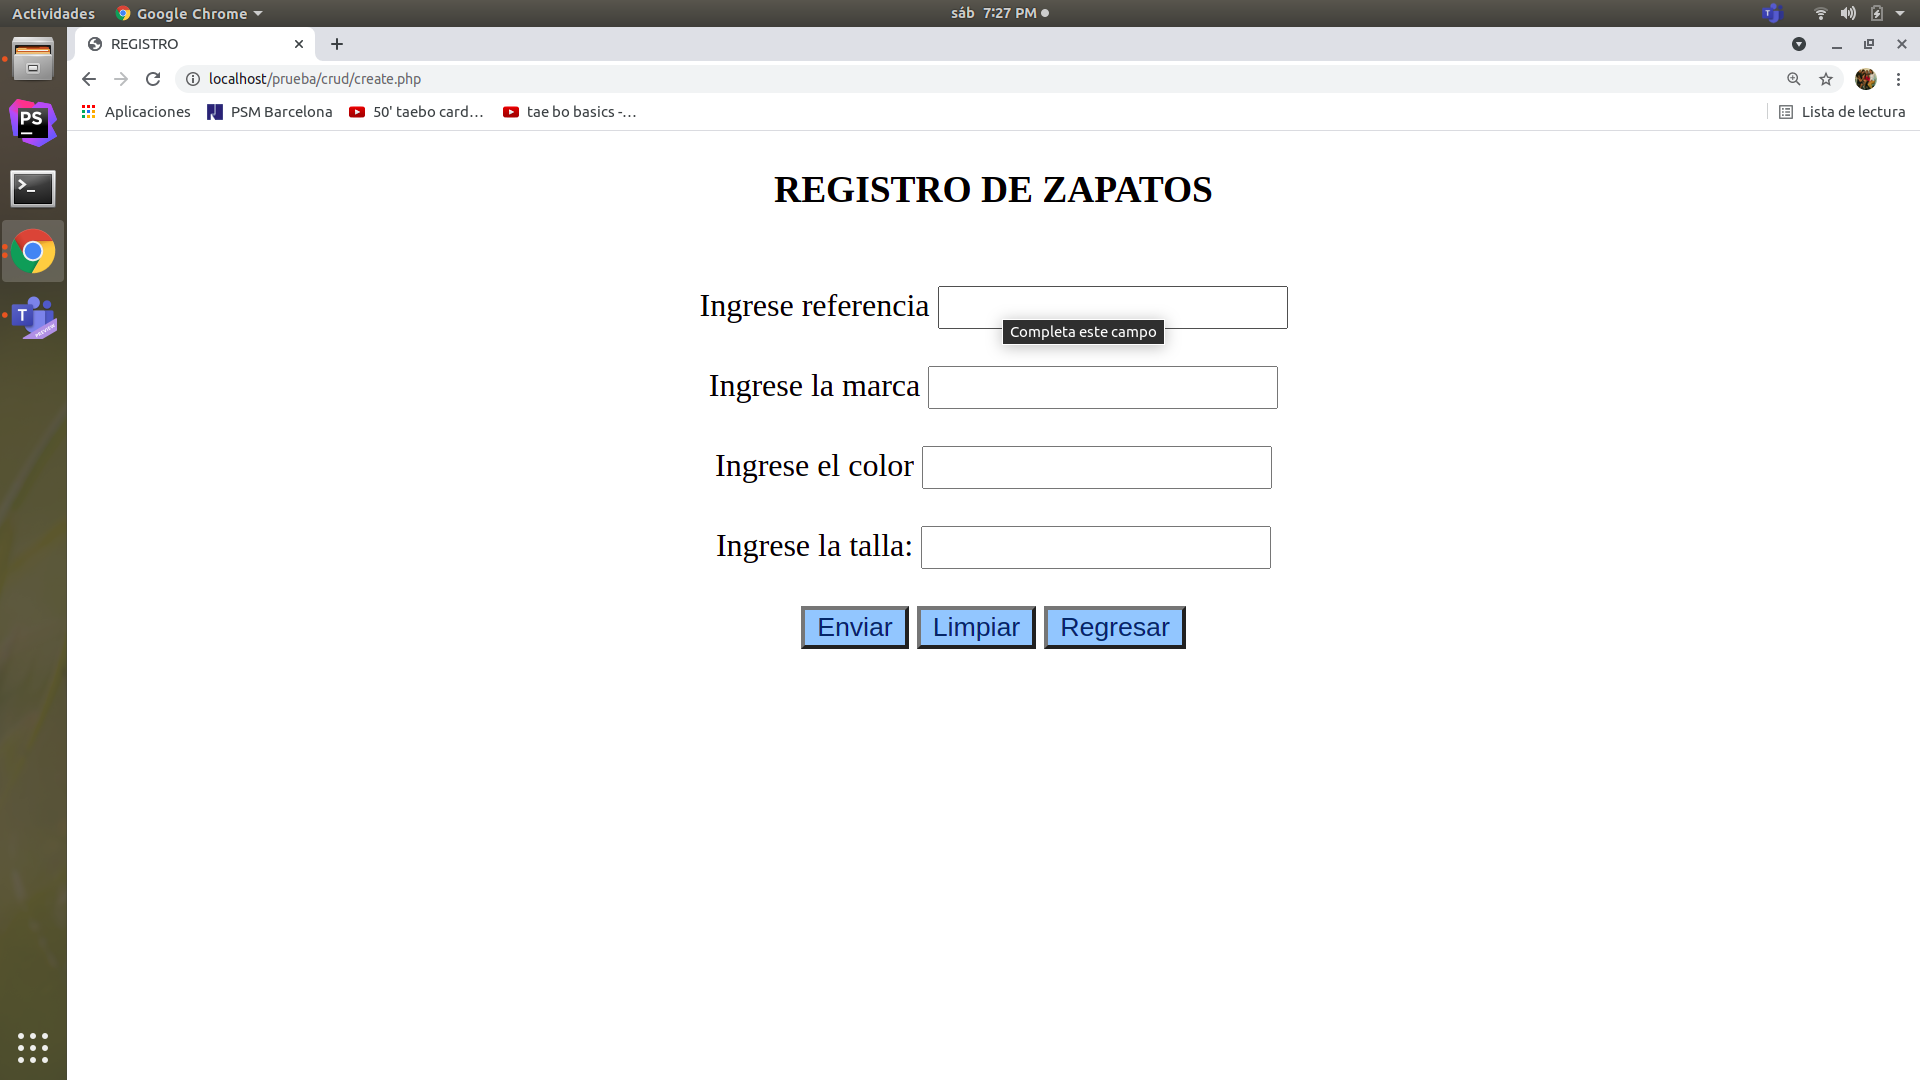 Actividades Google Chrome sáb 7:27 PM
REGISTRO
localhost/prueba/crud/create.php
Aplicaciones PSM Barcelona 50' taebo card… tae bo basics -… Lista de lectura
PS
REGISTRO DE ZAPATOS
Ingrese referencia
Completa este campo
Ingrese la marca
Ingrese el color
Ingrese la talla:
Enviar Limpiar Regresar
T
PREVIEW